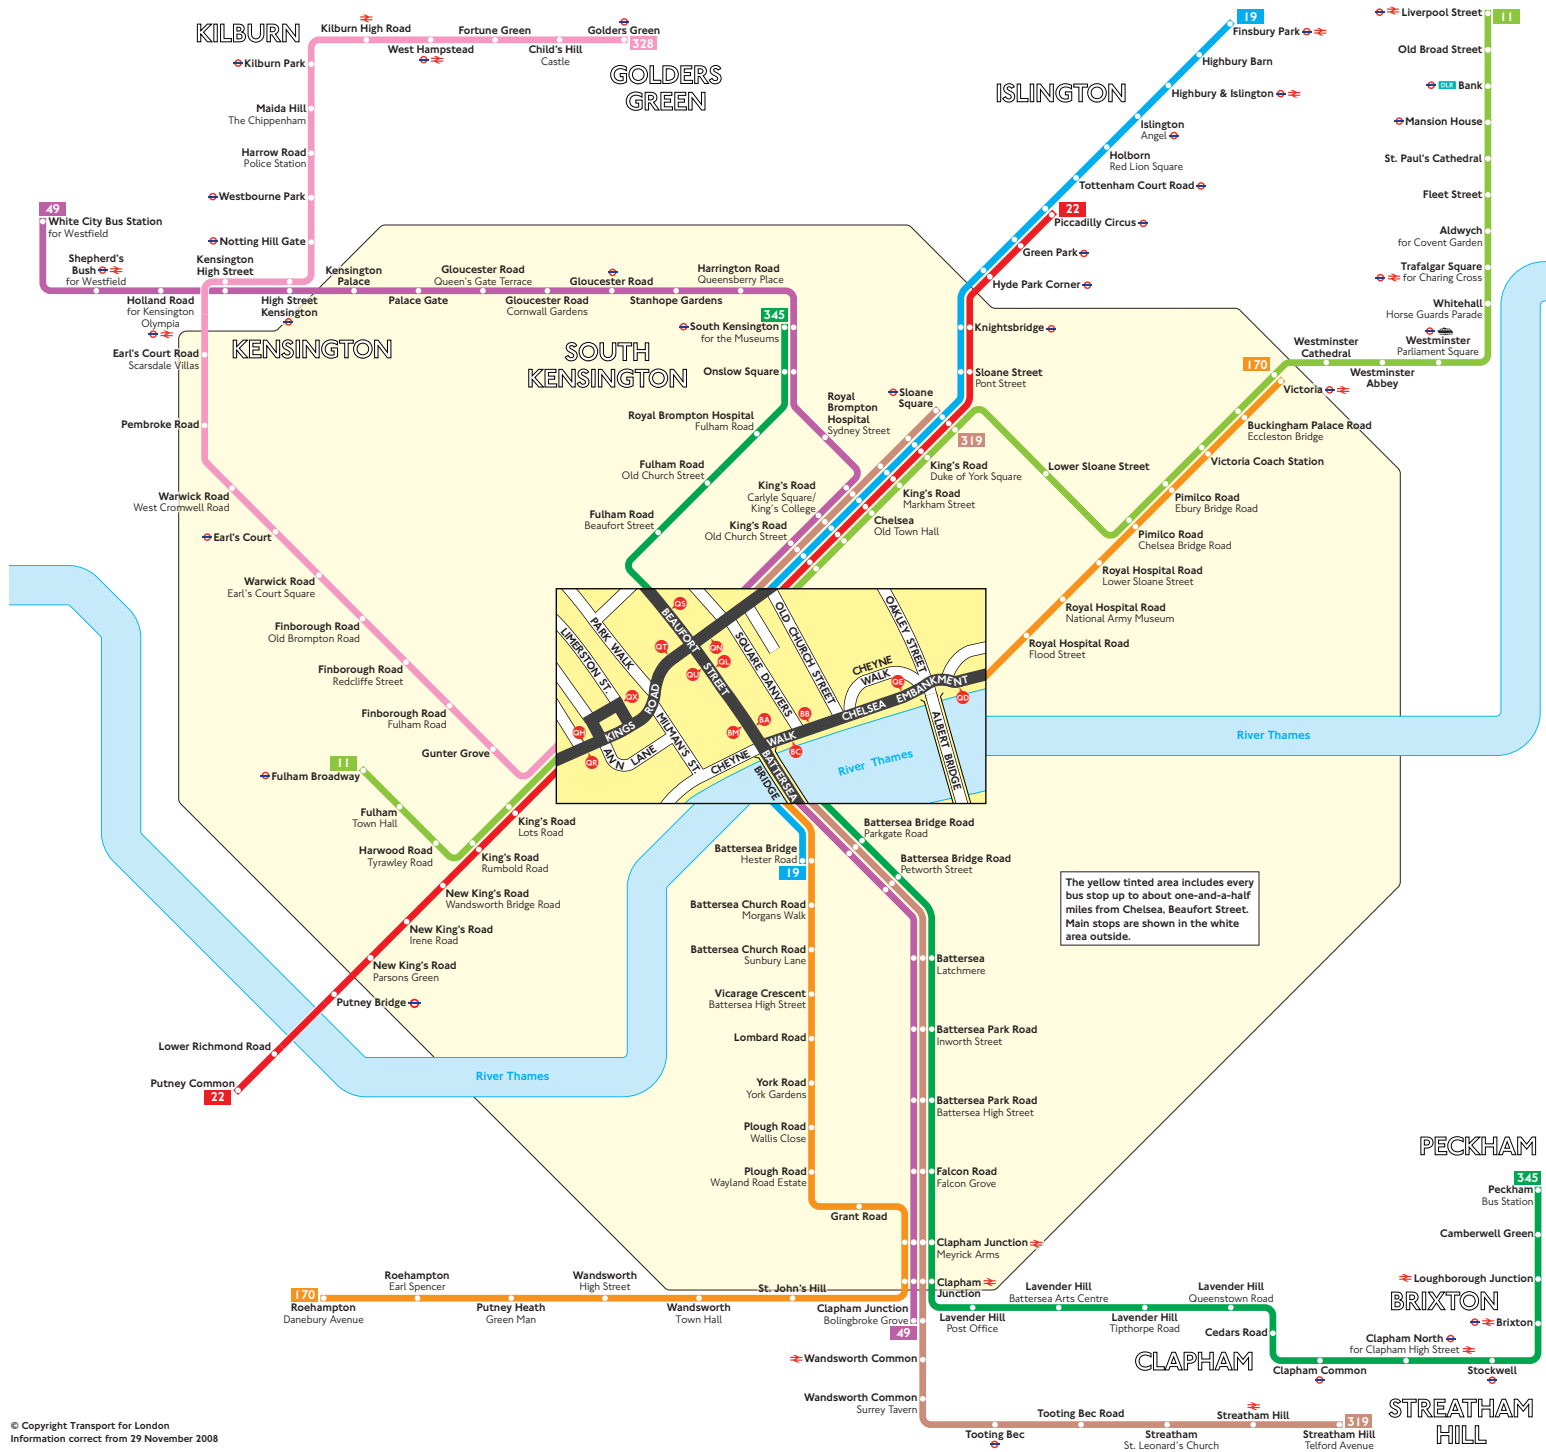 KILBURN
Kilburn High Road
Fortune Green
Golders Green
328
West Hampstead
Child's Hill
Castle
GOLDERS
GREEN
Kilburn Park
Maida Hill
The Chippenham
Harrow Road
Police Station
Westbourne Park
Notting Hill Gate
Kensington
High Street
49
White City Bus Station
for Westfield
Shepherd's
Bush
for Westfield
Holland Road
for Kensington
Olympia
High Street
Kensington
Kensington
Palace
Palace Gate
Gloucester Road
Queen's Gate Terrace
Gloucester Road
Cornwall Gardens
Gloucester Road
Stanhope Gardens
Harrington Road
Queensberry Place
KENSINGTON
SOUTH
KENSINGTON
345
South Kensington
for the Museums
Onslow Square
Royal Brompton Hospital
Fulham Road
Fulham Road
Old Church Street
Fulham Road
Beaufort Street
Royal
Brompton
Hospital
Sydney Street
King's Road
Carlyle Square/
King's College
King's Road
Old Church Street
Earl's Court Road
Scarsdale Villas
Pembroke Road
Warwick Road
West Cromwell Road
Earl's Court
Warwick Road
Earl's Court Square
Finborough Road
Old Brompton Road
Finborough Road
Redcliffe Street
Finborough Road
Fulham Road
Gunter Grove
ISLINGTON
19
Finsbury Park
Highbury Barn
Highbury & Islington
Islington
Angel
Holborn
Red Lion Square
Tottenham Court Road
22
Piccadilly Circus
Green Park
Hyde Park Corner
Knightsbridge
Sloane Street
Pont Street
Sloane
Square
319
King's Road
Duke of York Square
King's Road
Markham Street
Chelsea
Old Town Hall
Lower Sloane Street
11
Liverpool Street
Old Broad Street
DLR
Bank
Mansion House
St. Paul's Cathedral
Fleet Street
Aldwych
for Covent Garden
Trafalgar Square
for Charing Cross
Whitehall
Horse Guards Parade
Westminster
Parliament Square
Westminster
Cathedral
Westminster
Abbey
170
Victoria
Buckingham Palace Road
Eccleston Bridge
Victoria Coach Station
Pimilco Road
Ebury Bridge Road
Pimilco Road
Chelsea Bridge Road
Royal Hospital Road
Lower Sloane Street
Royal Hospital Road
National Army Museum
Royal Hospital Road
Flood Street
BEAUFORT
STREET
PARK WALK
LIMERSTON ST.
KINGS
ROAD
ANN
LANE
MILMAN'S ST.
SQUARE
DANVERS
OLD CHURCH STREET
OAKLEY STREET
CHEYNE
WALK
CHEYNE
WALK
CHELSEA
EMBANKMENT
ALBERT BRIDGE
BATTERSEA
BRIDGE
River Thames
QS
QT
QN
QL
QU
QX
QH
QR
BM
BA
BB
BC
QE
QD
River Thames
11
Fulham Broadway
Fulham
Town Hall
Harwood Road
Tyrawley Road
King's Road
Lots Road
King's Road
Rumbold Road
New King's Road
Wandsworth Bridge Road
New King's Road
Irene Road
New King's Road
Parsons Green
Putney Bridge
Lower Richmond Road
Putney Common
22
River Thames
Battersea Bridge
Hester Road
19
Battersea Church Road
Morgans Walk
Battersea Church Road
Sunbury Lane
Vicarage Crescent
Battersea High Street
Lombard Road
York Road
York Gardens
Plough Road
Wallis Close
Plough Road
Wayland Road Estate
Grant Road
Battersea Bridge Road
Parkgate Road
Battersea Bridge Road
Petworth Street
Battersea
Latchmere
Battersea Park Road
Inworth Street
Battersea Park Road
Battersea High Street
Falcon Road
Falcon Grove
Clapham Junction
Meyrick Arms
Clapham
Junction
The yellow tinted area includes every
bus stop up to about one-and-a-half
miles from Chelsea, Beaufort Street.
Main stops are shown in the white
area outside.
170
Roehampton
Danebury Avenue
Roehampton
Earl Spencer
Putney Heath
Green Man
Wandsworth
High Street
Wandsworth
Town Hall
St. John's Hill
Clapham Junction
Bolingbroke Grove
49
Wandsworth Common
Wandsworth Common
Surrey Tavern
Tooting Bec
Tooting Bec Road
Streatham
St. Leonard's Church
Streatham Hill
319
Streatham Hill
Telford Avenue
STREATHAM
HILL
Lavender Hill
Post Office
Lavender Hill
Battersea Arts Centre
Lavender Hill
Tipthorpe Road
Lavender Hill
Queenstown Road
Cedars Road
CLAPHAM
Clapham Common
Clapham North
for Clapham High Street
Stockwell
Brixton
BRIXTON
Loughborough Junction
Camberwell Green
Peckham
Bus Station
345
PECKHAM
© Copyright Transport for London
Information correct from 29 November 2008